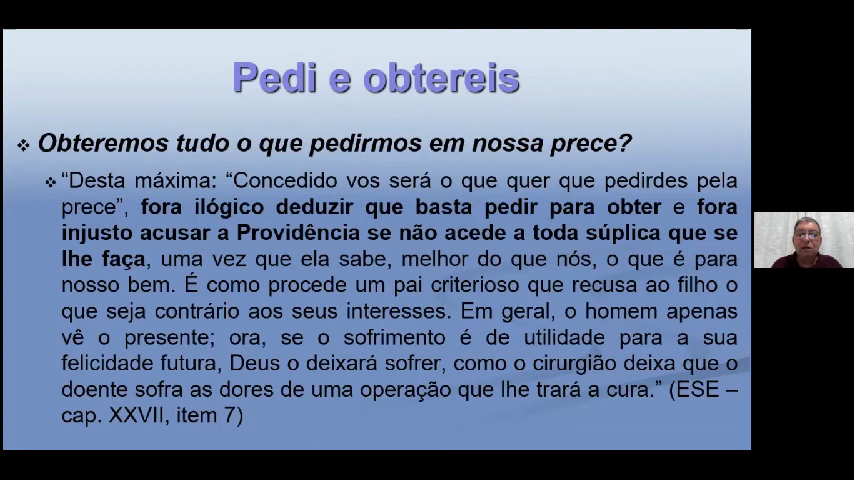 Pedi e obtereis
❖ Obteremos tudo o que pedirmos em nossa prece?
❖ “Desta máxima: “Concedido vos será o que quer que pedirdes pela
prece”, fora ilógico deduzir que basta pedir para obter e fora
injusto acusar a Providência se não acede a toda súplica que se
lhe faça, uma vez que ela sabe, melhor do que nós, o que é para
nosso bem. É como procede um pai criterioso que recusa ao filho o
que seja contrário aos seus interesses. Em geral, o homem apenas
vê o presente; ora, se o sofrimento é de utilidade para a sua
felicidade futura, Deus o deixará sofrer, como o cirurgião deixa que o
doente sofra as dores de uma operação que lhe trará a cura.” (ESE –
cap. XXVII, item 7)